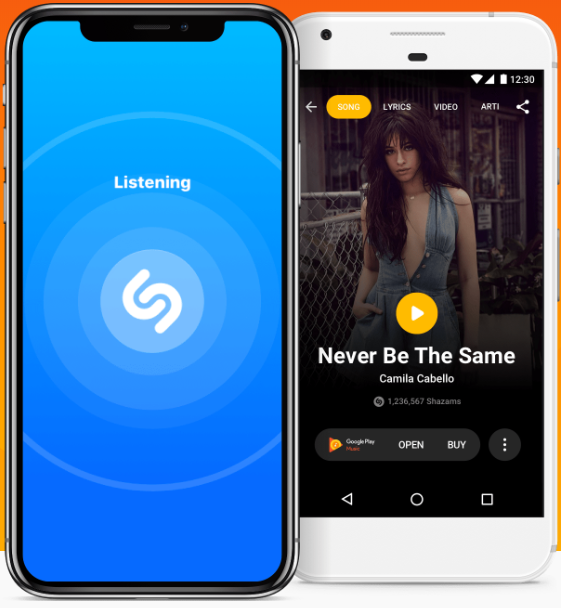 Listening
12:30
SONG LYRICS VIDEO ARTI
Never Be The Same
Camila Cabello
1,236,567 Shazams
Google Play
Music
OPEN BUY